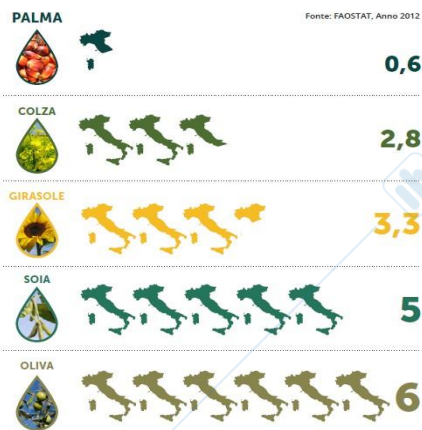 PALMA
Fonte: FAOSTAT, Anno 2012
0,6
COLZA
2,8
GIRASOLE
3,3
SOIA
5
OLIVA
6